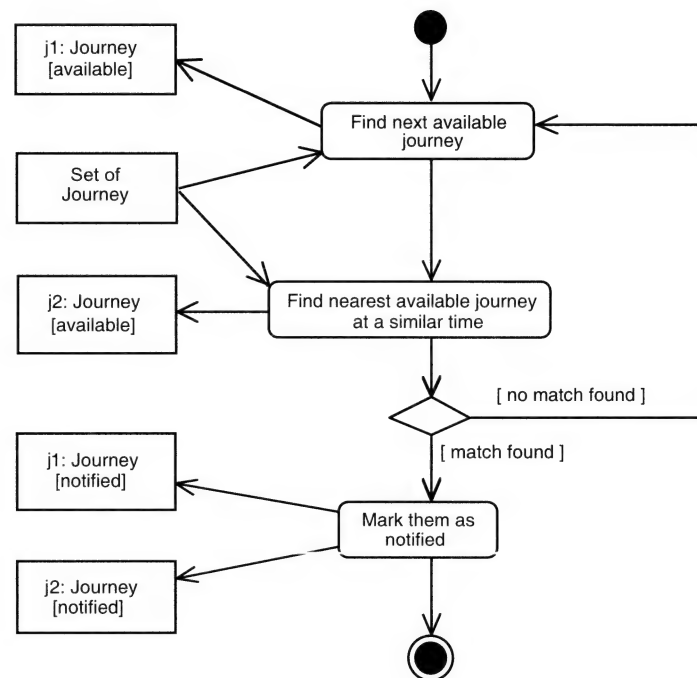 j1: Journey
[available]
Find next available
journey
Set of
Journey
j2: Journey
[available]
Find nearest available journey
at a similar time
[ no match found ]
[ match found ]
j1: Journey
[notified]
Mark them as
notified
j2: Journey
[notified]